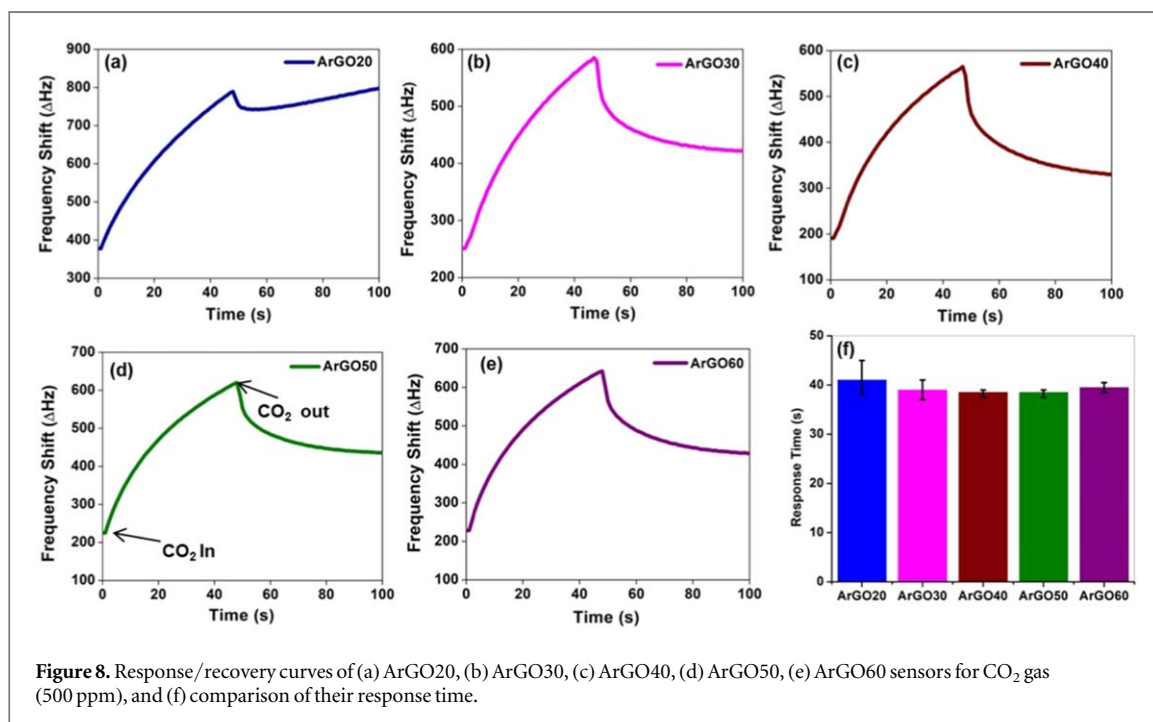 (a)
ArGO20
900
800
700
600
500
400
300
0 20 40 60 80 100
Frequency Shift (ΔHz)
Time (s)
(b)
ArGO30
600
500
400
300
200
0 20 40 60 80 100
Frequency Shift (ΔHz)
Time (s)
(c)
ArGO40
600
500
400
300
200
100
0 20 40 60 80 100
Frequency Shift (ΔHz)
Time (s)
(d)
ArGO50
700
600
500
400
300
200
100
CO₂ out
CO₂ In
0 20 40 60 80 100
Frequency Shift (ΔHz)
Time (s)
(e)
ArGO60
700
600
500
400
300
200
100
0 20 40 60 80 100
Frequency Shift (ΔHz)
Time (s)
(f)
50
40
30
20
10
0
Response Time (s)
ArGO20 ArGO30 ArGO40 ArGO50 ArGO60
Figure 8. Response/recovery curves of (a) ArGO20, (b) ArGO30, (c) ArGO40, (d) ArGO50, (e) ArGO60 sensors for CO₂ gas
(500 ppm), and (f) comparison of their response time.